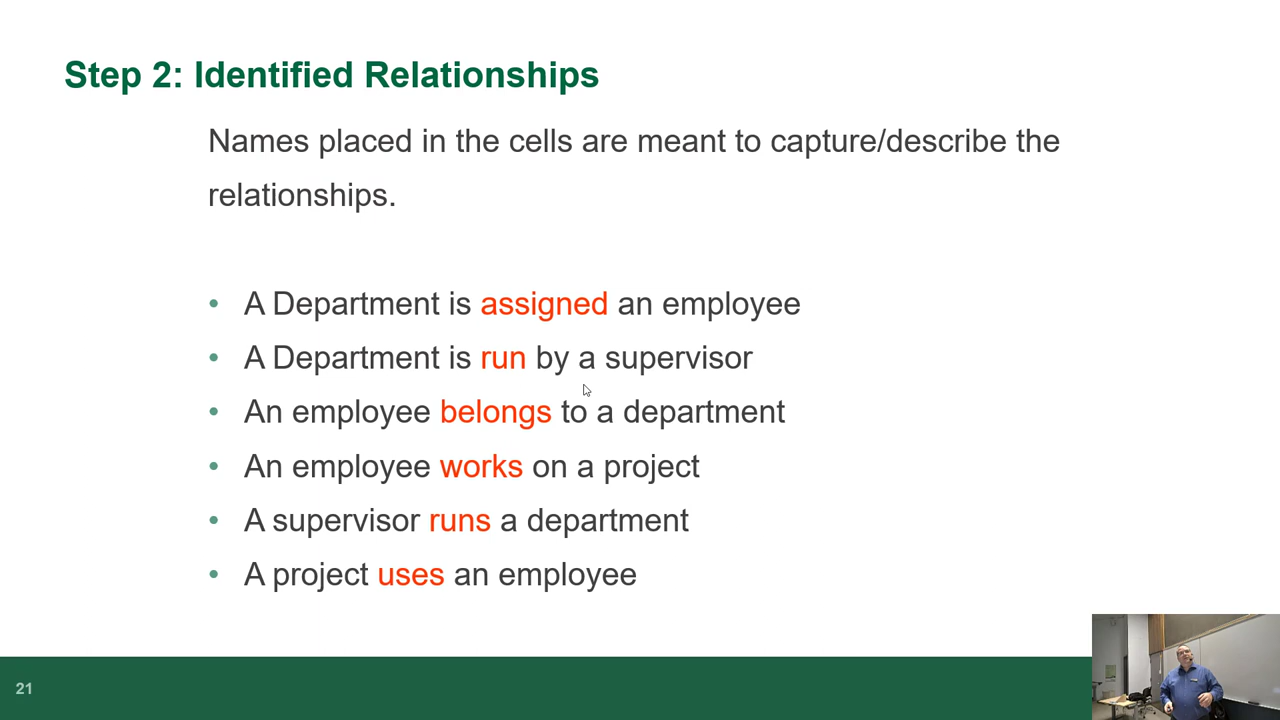 Step 2: Identified Relationships
Names placed in the cells are meant to capture/describe the
relationships.
• A Department is assigned an employee
• A Department is run by a supervisor
• An employee belongs to a department
• An employee works on a project
• A supervisor runs a department
• A project uses an employee
21